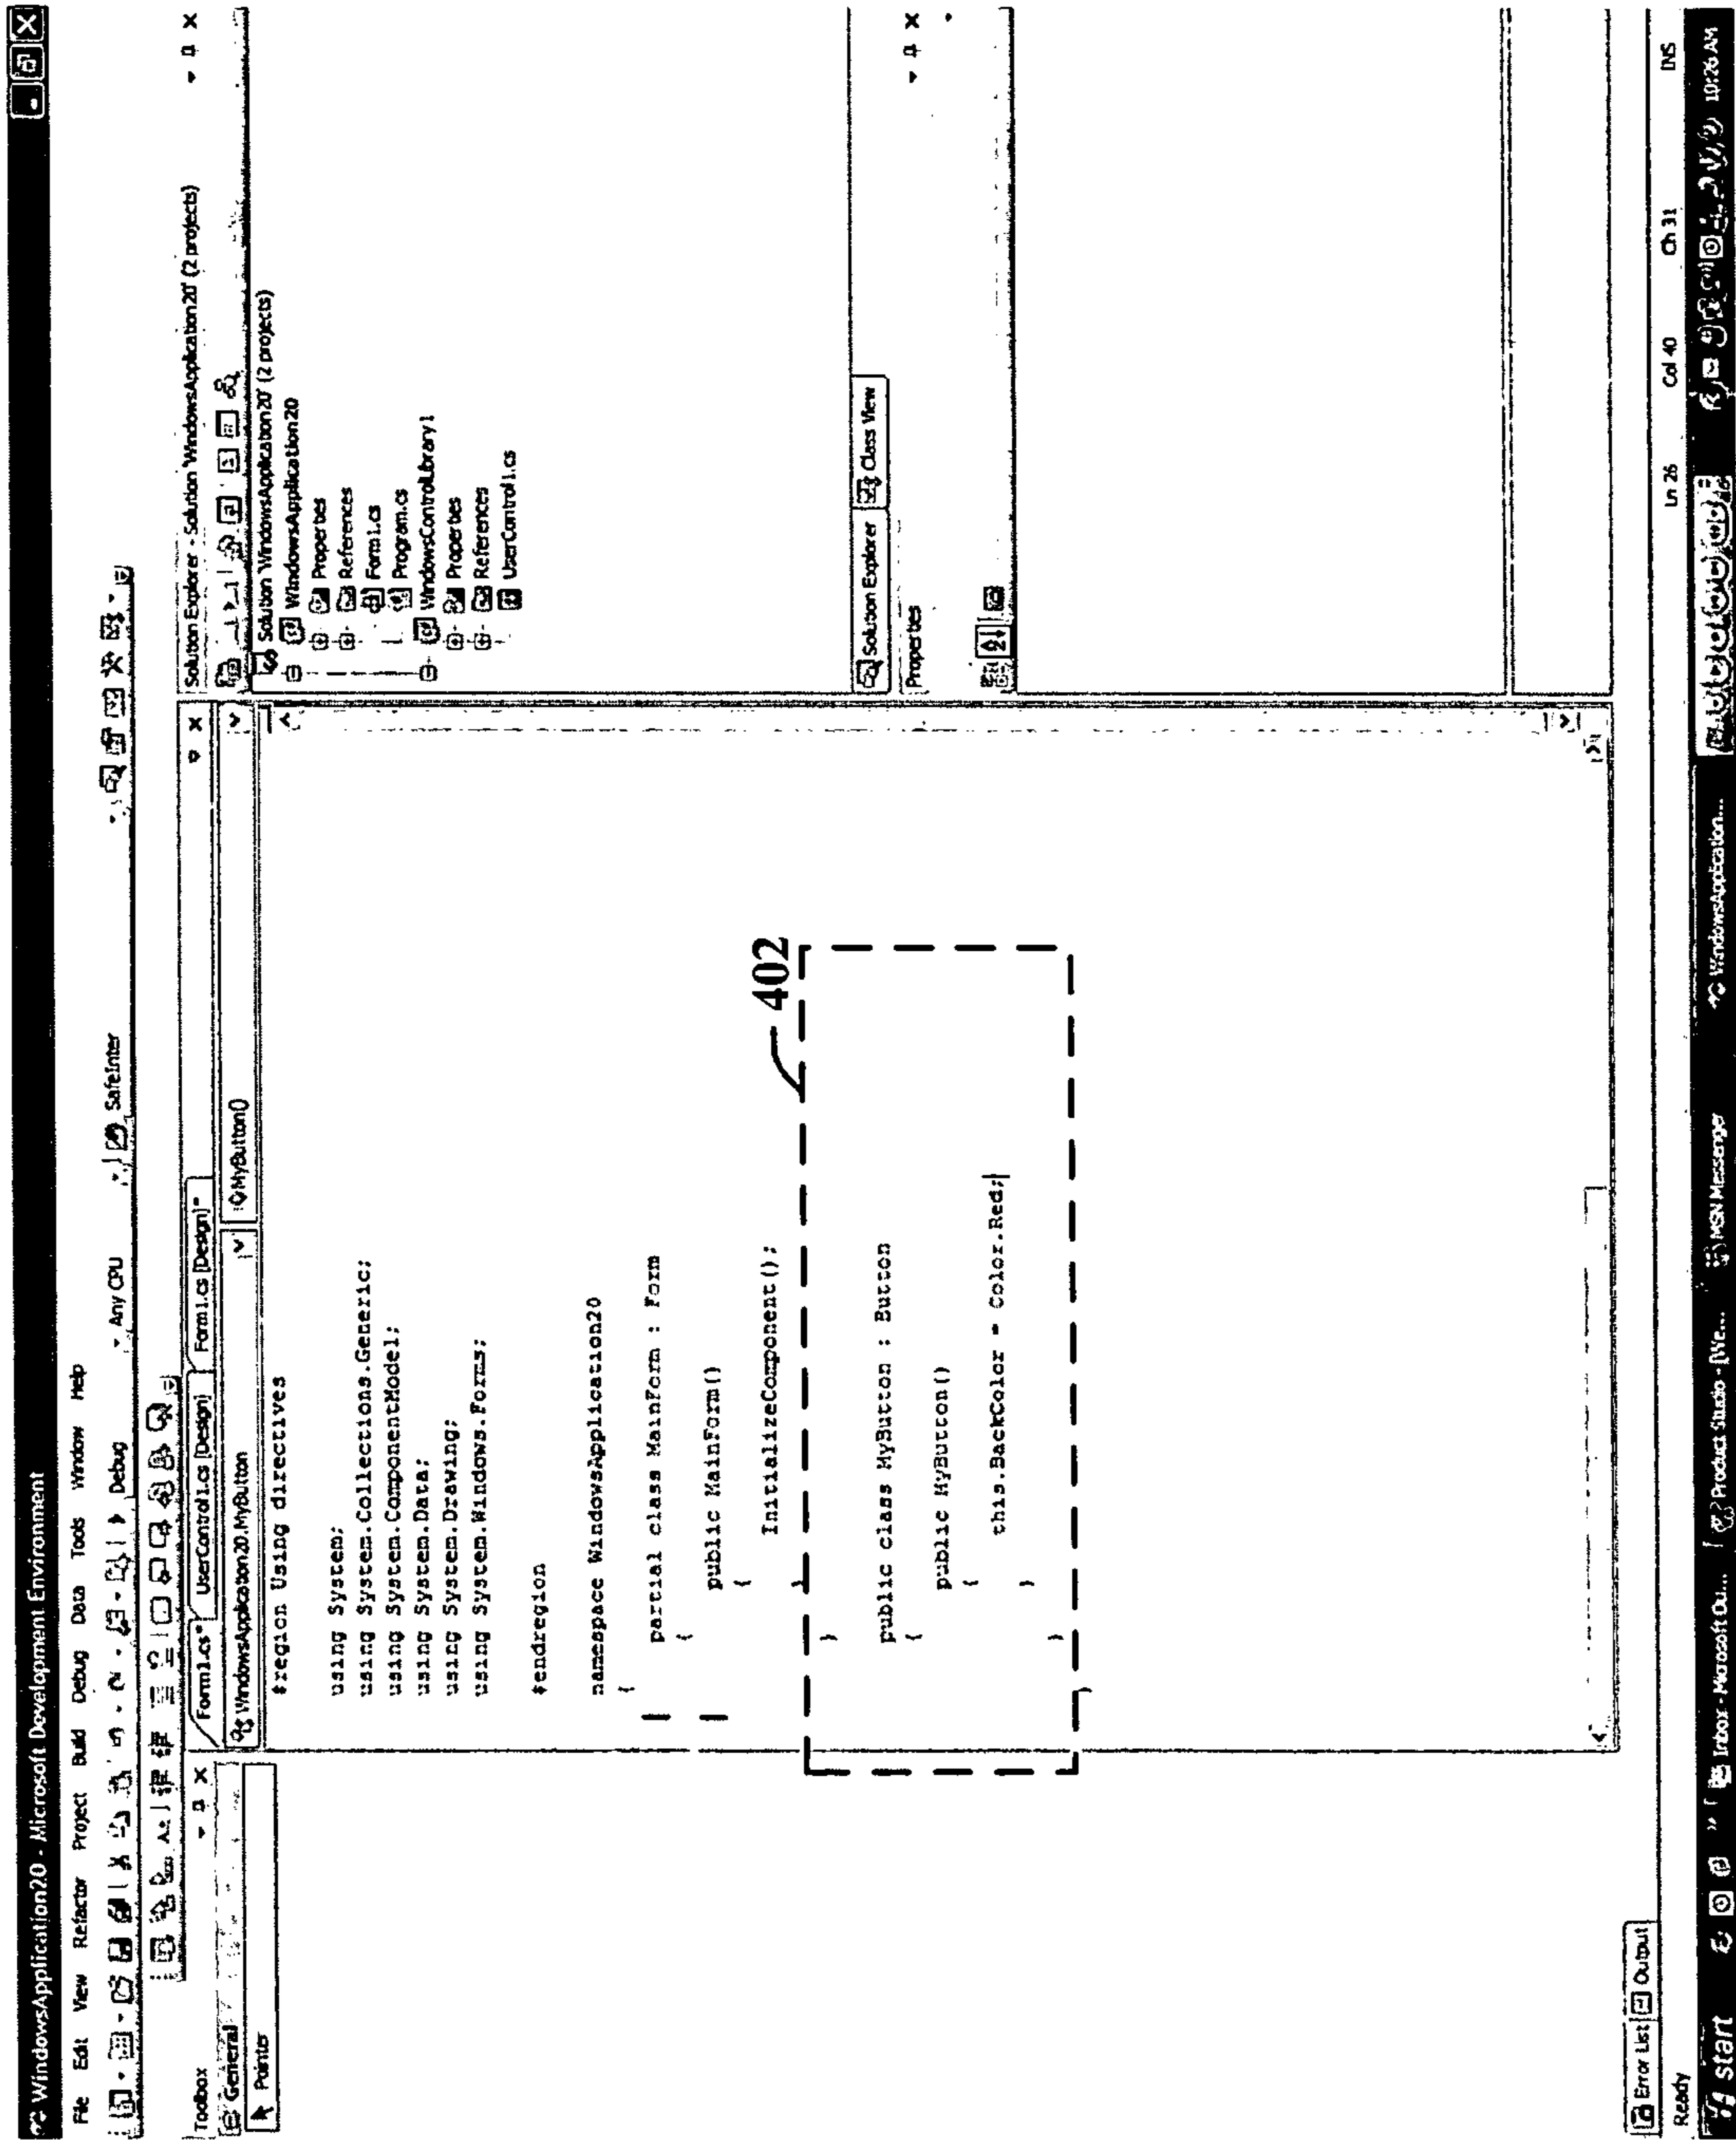 WindowsApplication20 - Microsoft Development Environment
File Edit View Refactor Project Build Debug Data Tools Window Help
Debug Any CPU SafeInter
Toolbox
General
Pointer
Form1.cs* UserControl1.cs [Design] Form1.cs [Design]*
WindowsApplication20.MyButton MyButton()
#region Using directives
using System;
using System.Collections.Generic;
using System.ComponentModel;
using System.Data;
using System.Drawing;
using System.Windows.Forms;
#endregion
namespace WindowsApplication20
{
partial class MainForm : Form
{
public MainForm()
{
InitializeComponent();
}
}
402
public class MyButton : Button
{
public MyButton()
{
this.BackColor = Color.Red;
}
}
}
Solution Explorer - Solution 'WindowsApplication20' (2 projects)
Solution 'WindowsApplication20' (2 projects)
WindowsApplication20
Properties
References
Form1.cs
Program.cs
WindowsControlLibrary1
Properties
References
UserControl1.cs
Solution Explorer Class View
Properties
Error List Output
Ready Ln 26 Col 40 Ch 31 INS
start Inbox - Microsoft Ou... Product Studio - [We... MSN Messenger WindowsApplication... 10:26 AM